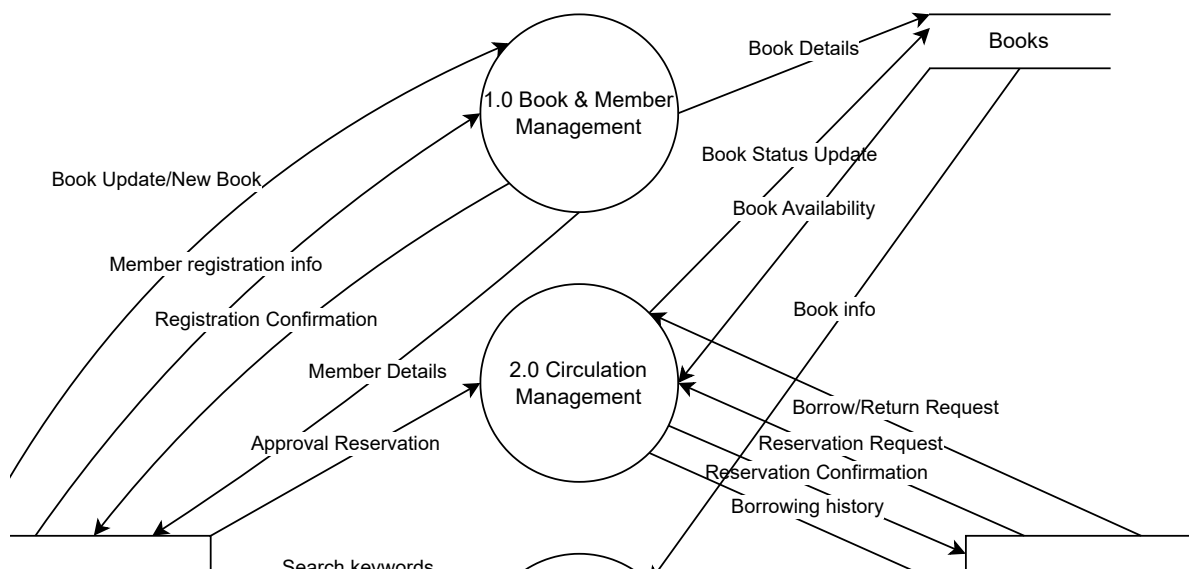 Books
Book Details
1.0 Book & Member
Management
Book Status Update
Book Update/New Book
Book Availability
Member registration info
Book info
Registration Confirmation
Member Details
2.0 Circulation
Management
Borrow/Return Request
Approval Reservation
Reservation Request
Reservation Confirmation
Borrowing history
Search keywords